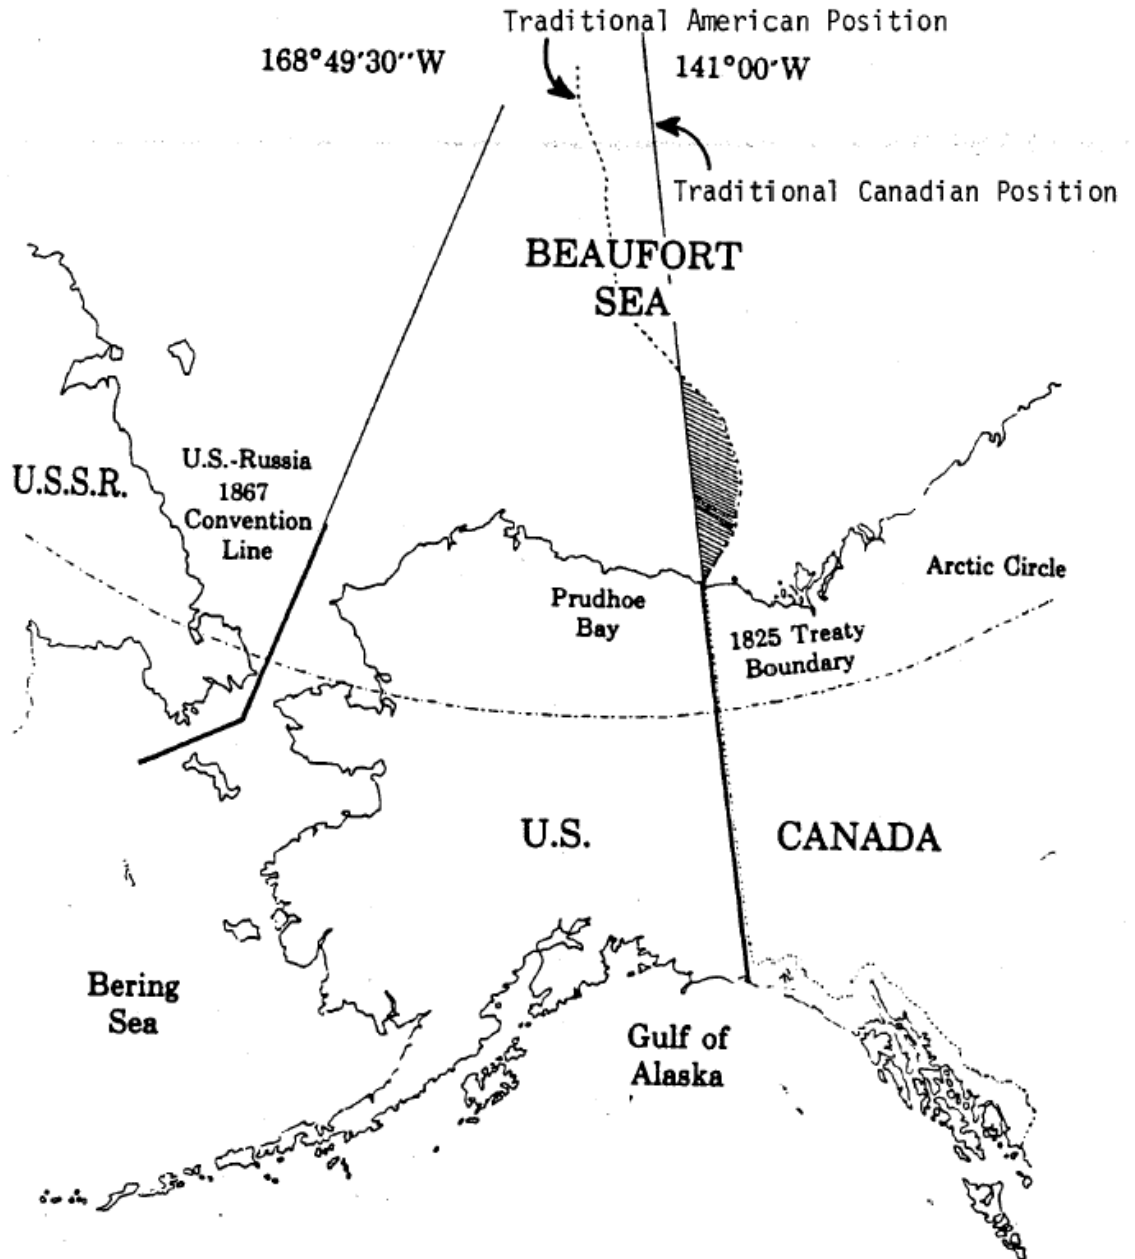 Traditional American Position
168°49'30''W
141°00'W
Traditional Canadian Position
BEAUFORT
SEA
U.S.S.R.
U.S.-Russia
1867
Convention
Line
Arctic Circle
Prudhoe
Bay
1825 Treaty
Boundary
U.S.
CANADA
Bering
Sea
Gulf of
Alaska